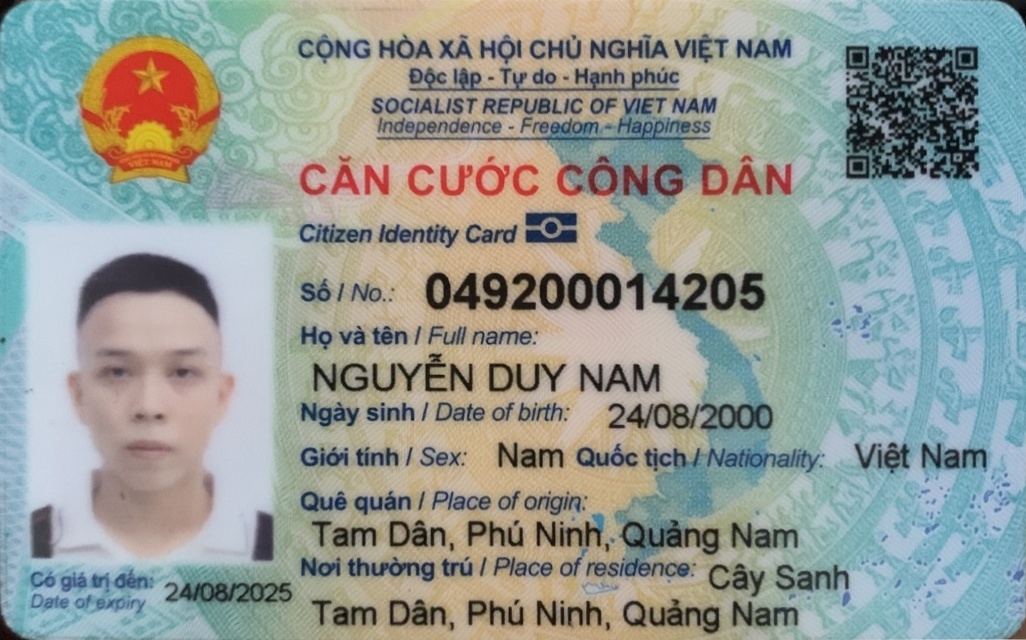 CỘNG HÒA XÃ HỘI CHỦ NGHĨA VIỆT NAM
Độc lập - Tự do - Hạnh phúc
SOCIALIST REPUBLIC OF VIET NAM
Independence - Freedom - Happiness
VIỆT NAM
CĂN CƯỚC CÔNG DÂN
Citizen Identity Card
Số / No.: 049200014205
Họ và tên / Full name:
NGUYỄN DUY NAM
Ngày sinh / Date of birth: 24/08/2000
Giới tính / Sex: Nam Quốc tịch / Nationality: Việt Nam
Quê quán / Place of origin:
Tam Dân, Phú Ninh, Quảng Nam
Nơi thường trú / Place of residence: Cây Sanh
Tam Dân, Phú Ninh, Quảng Nam
Có giá trị đến: 24/08/2025
Date of expiry